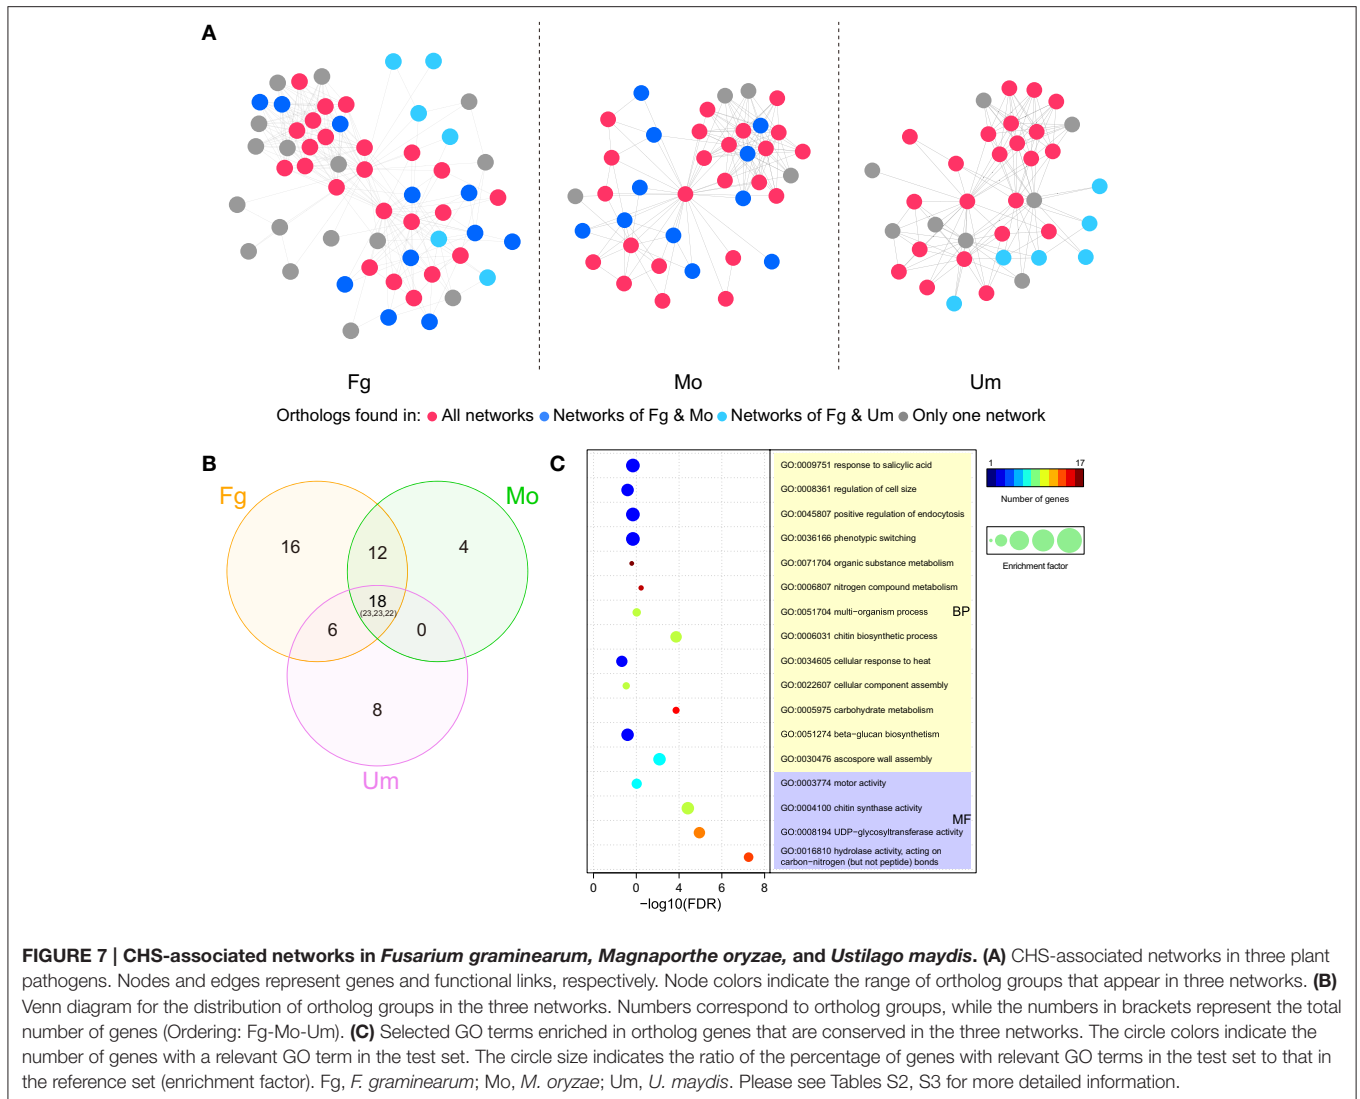 A
Fg
Mo
Um
Orthologs found in: All networks Networks of Fg & Mo Networks of Fg & Um Only one network
B
Fg
Mo
16
12
4
18
(23,23,22)
6
0
8
Um
C
GO:0009751 response to salicylic acid
GO:0008361 regulation of cell size
GO:0045807 positive regulation of endocytosis
GO:0036166 phenotypic switching
GO:0071704 organic substance metabolism
GO:0006807 nitrogen compound metabolism
GO:0051704 multi−organism process
BP
GO:0006031 chitin biosynthetic process
GO:0034605 cellular response to heat
GO:0022607 cellular component assembly
GO:0005975 carbohydrate metabolism
GO:0051274 beta−glucan biosynthetism
GO:0030476 ascospore wall assembly
GO:0003774 motor activity
GO:0004100 chitin synthase activity
MF
GO:0008194 UDP−glycosyltransferase activity
GO:0016810 hydrolase activity, acting on
carbon−nitrogen (but not peptide) bonds
0 0 4 6 8
−log10(FDR)
1 17
Number of genes
Enrichment factor
FIGURE 7 | CHS-associated networks in Fusarium graminearum, Magnaporthe oryzae, and Ustilago maydis. (A) CHS-associated networks in three plant
pathogens. Nodes and edges represent genes and functional links, respectively. Node colors indicate the range of ortholog groups that appear in three networks. (B)
Venn diagram for the distribution of ortholog groups in the three networks. Numbers correspond to ortholog groups, while the numbers in brackets represent the total
number of genes (Ordering: Fg-Mo-Um). (C) Selected GO terms enriched in ortholog genes that are conserved in the three networks. The circle colors indicate the
number of genes with a relevant GO term in the test set. The circle size indicates the ratio of the percentage of genes with relevant GO terms in the test set to that in
the reference set (enrichment factor). Fg, F. graminearum; Mo, M. oryzae; Um, U. maydis. Please see Tables S2, S3 for more detailed information.